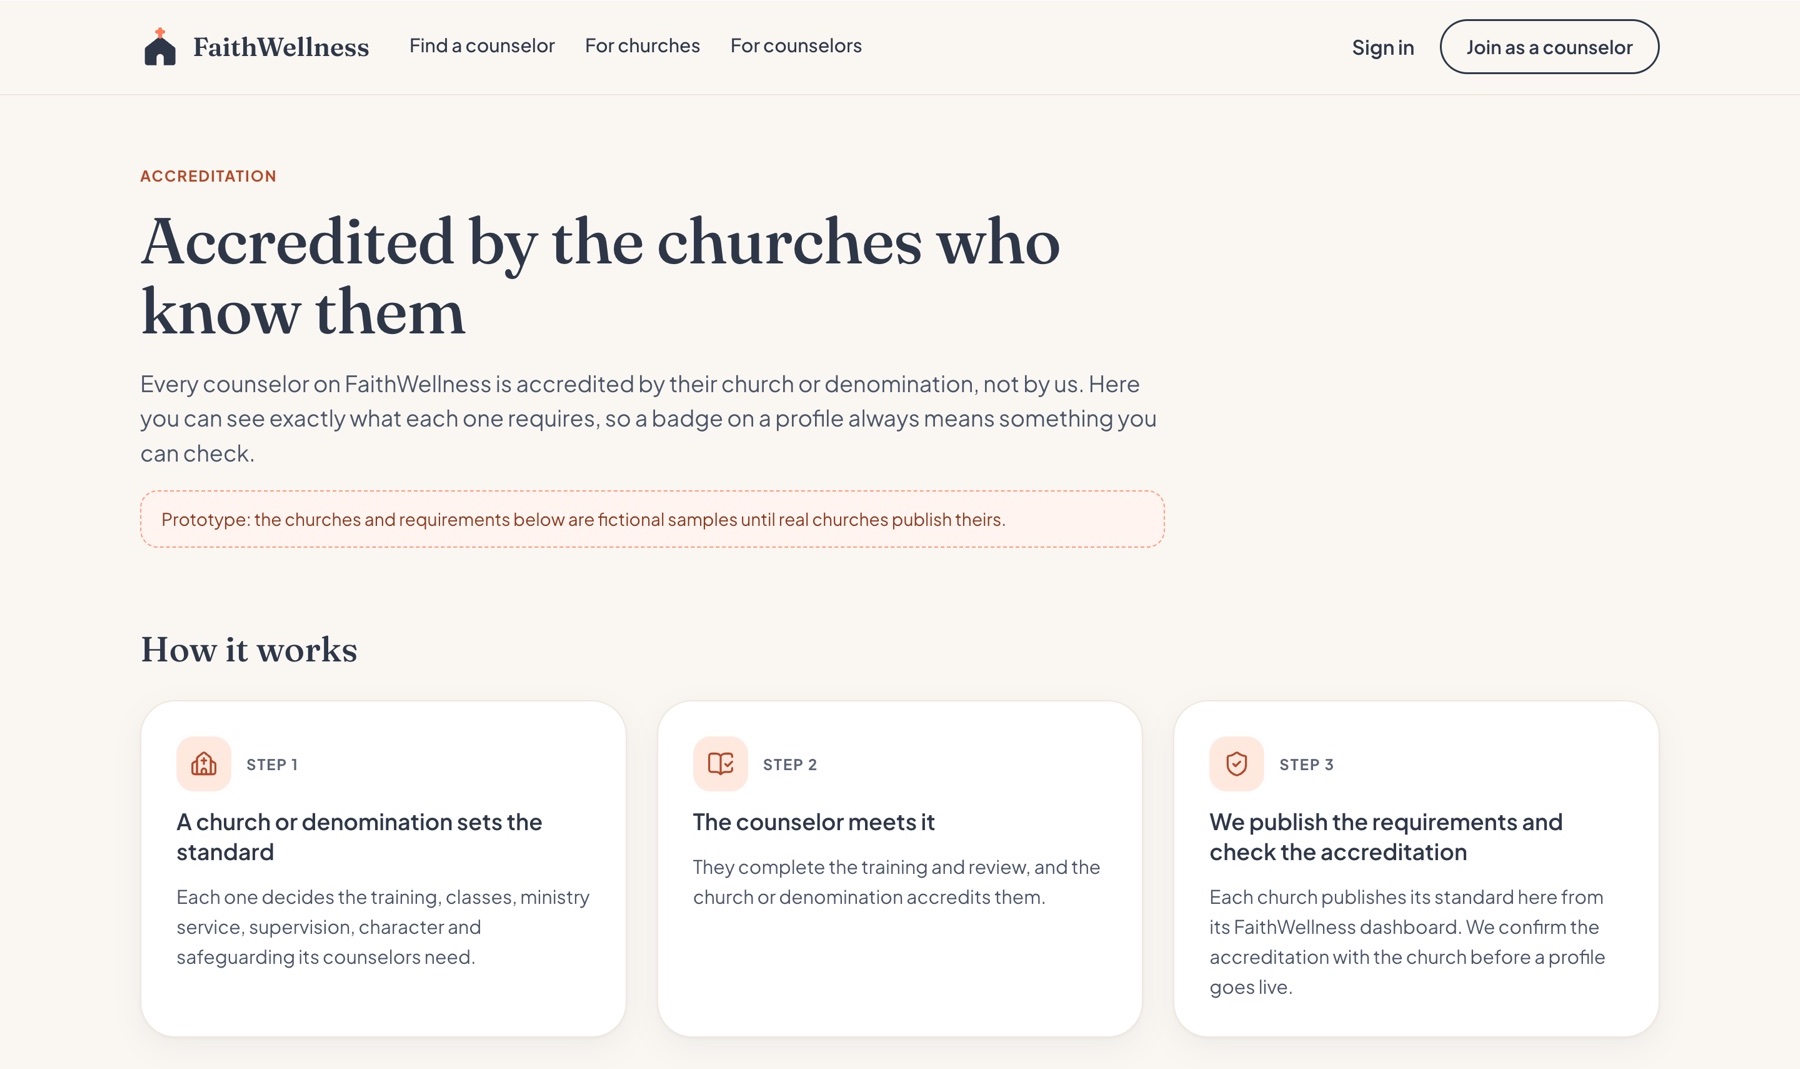 FaithWellness
Find a counselor
For churches
For counselors
Sign in
Join as a counselor
ACCREDITATION
Accredited by the churches who
know them
Every counselor on FaithWellness is accredited by their church or denomination, not by us. Here
you can see exactly what each one requires, so a badge on a profile always means something you
can check.
Prototype: the churches and requirements below are fictional samples until real churches publish theirs.
How it works
STEP 1
A church or denomination sets the
standard
Each one decides the training, classes, ministry
service, supervision, character and
safeguarding its counselors need.
STEP 2
The counselor meets it
They complete the training and review, and the
church or denomination accredits them.
STEP 3
We publish the requirements and
check the accreditation
Each church publishes its standard here from
its FaithWellness dashboard. We confirm the
accreditation with the church before a profile
goes live.